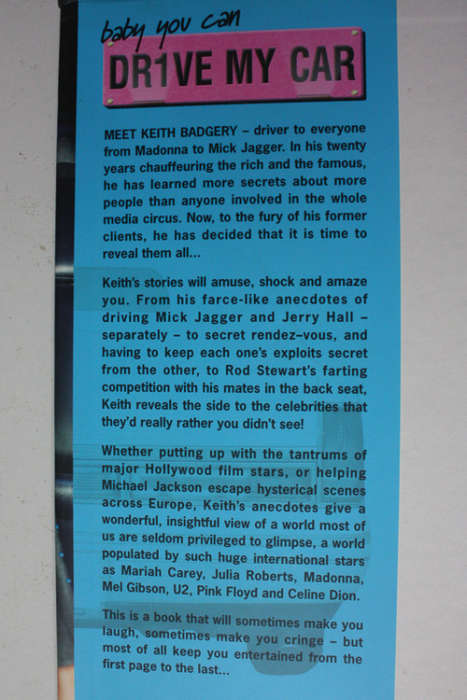 baby you can
DR1VE MY CAR
MEET KEITH BADGERY – driver to everyone
from Madonna to Mick Jagger. In his twenty
years chauffeuring the rich and the famous,
he has learned more secrets about more
people than anyone involved in the whole
media circus. Now, to the fury of his former
clients, he has decided that it is time to
reveal them all...
Keith's stories will amuse, shock and amaze
you. From his farce-like anecdotes of
driving Mick Jagger and Jerry Hall –
separately – to secret rendez–vous, and
having to keep each one's exploits secret
from the other, to Rod Stewart's farting
competition with his mates in the back seat,
Keith reveals the side to the celebrities that
they'd really rather you didn't see!
Whether putting up with the tantrums of
major Hollywood film stars, or helping
Michael Jackson escape hysterical scenes
across Europe, Keith's anecdotes give a
wonderful, insightful view of a world most of
us are seldom privileged to glimpse, a world
populated by such huge international stars
as Mariah Carey, Julia Roberts, Madonna,
Mel Gibson, U2, Pink Floyd and Celine Dion.
This is a book that will sometimes make you
laugh, sometimes make you cringe – but
most of all keep you entertained from the
first page to the last...